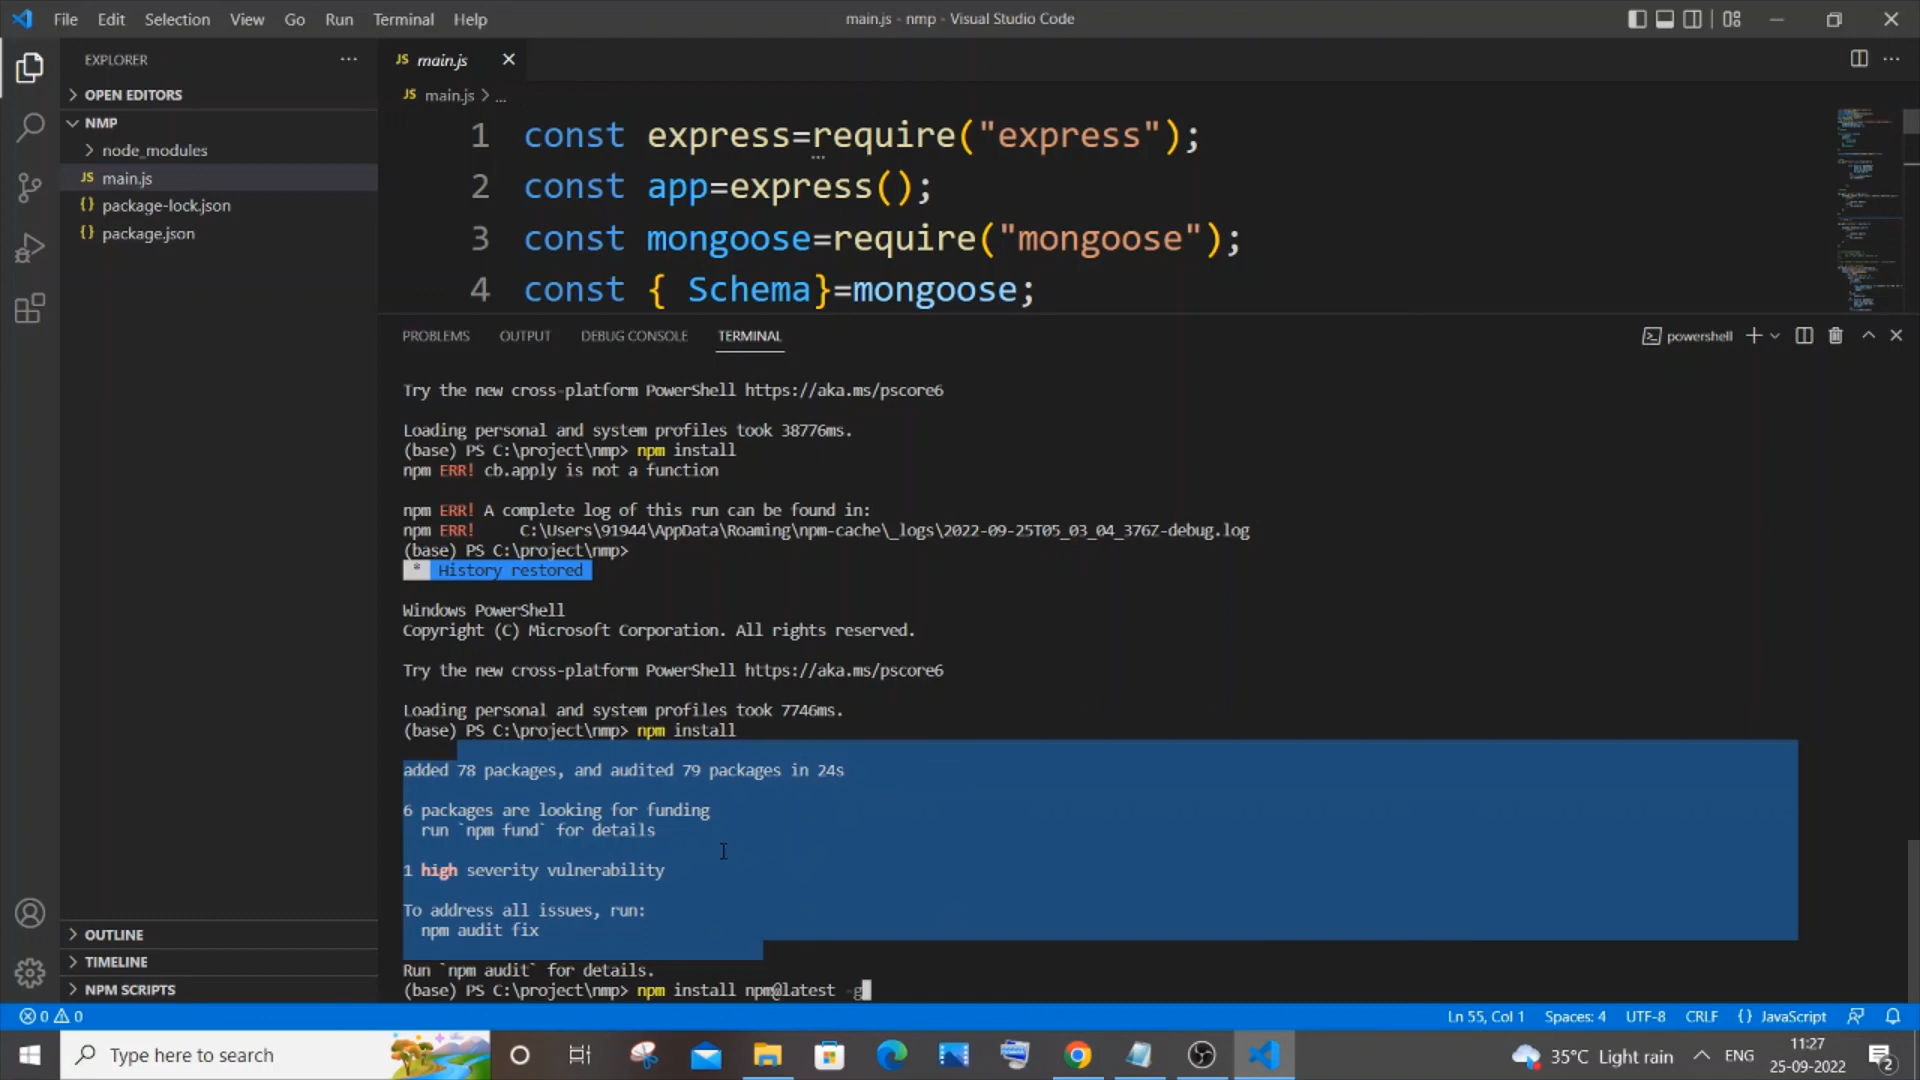 File Edit Selection View Go Run Terminal Help
main.js - nmp - Visual Studio Code
EXPLORER
OPEN EDITORS
NMP
node_modules
JS main.js
{} package-lock.json
{} package.json
OUTLINE
TIMELINE
NPM SCRIPTS
JS main.js
JS main.js > ...
1 const express=require("express");
2 const app=express();
3 const mongoose=require("mongoose");
4 const { Schema}=mongoose;
PROBLEMS OUTPUT DEBUG CONSOLE TERMINAL
powershell
Try the new cross-platform PowerShell https://aka.ms/pscore6
Loading personal and system profiles took 38776ms.
(base) PS C:\project\nmp> npm install
npm ERR! cb.apply is not a function
npm ERR! A complete log of this run can be found in:
npm ERR!     C:\Users\91944\AppData\Roaming\npm-cache\_logs\2022-09-25T05_03_04_376Z-debug.log
(base) PS C:\project\nmp>
* History restored
Windows PowerShell
Copyright (C) Microsoft Corporation. All rights reserved.
Try the new cross-platform PowerShell https://aka.ms/pscore6
Loading personal and system profiles took 7746ms.
(base) PS C:\project\nmp> npm install
added 78 packages, and audited 79 packages in 24s
6 packages are looking for funding
run `npm fund` for details
1 high severity vulnerability
To address all issues, run:
npm audit fix
Run `npm audit` for details.
(base) PS C:\project\nmp> npm install npm@latest -g
0 0
Ln 55, Col 1 Spaces: 4 UTF-8 CRLF {} JavaScript
Type here to search
35°C Light rain
ENG
11:27
25-09-2022
2